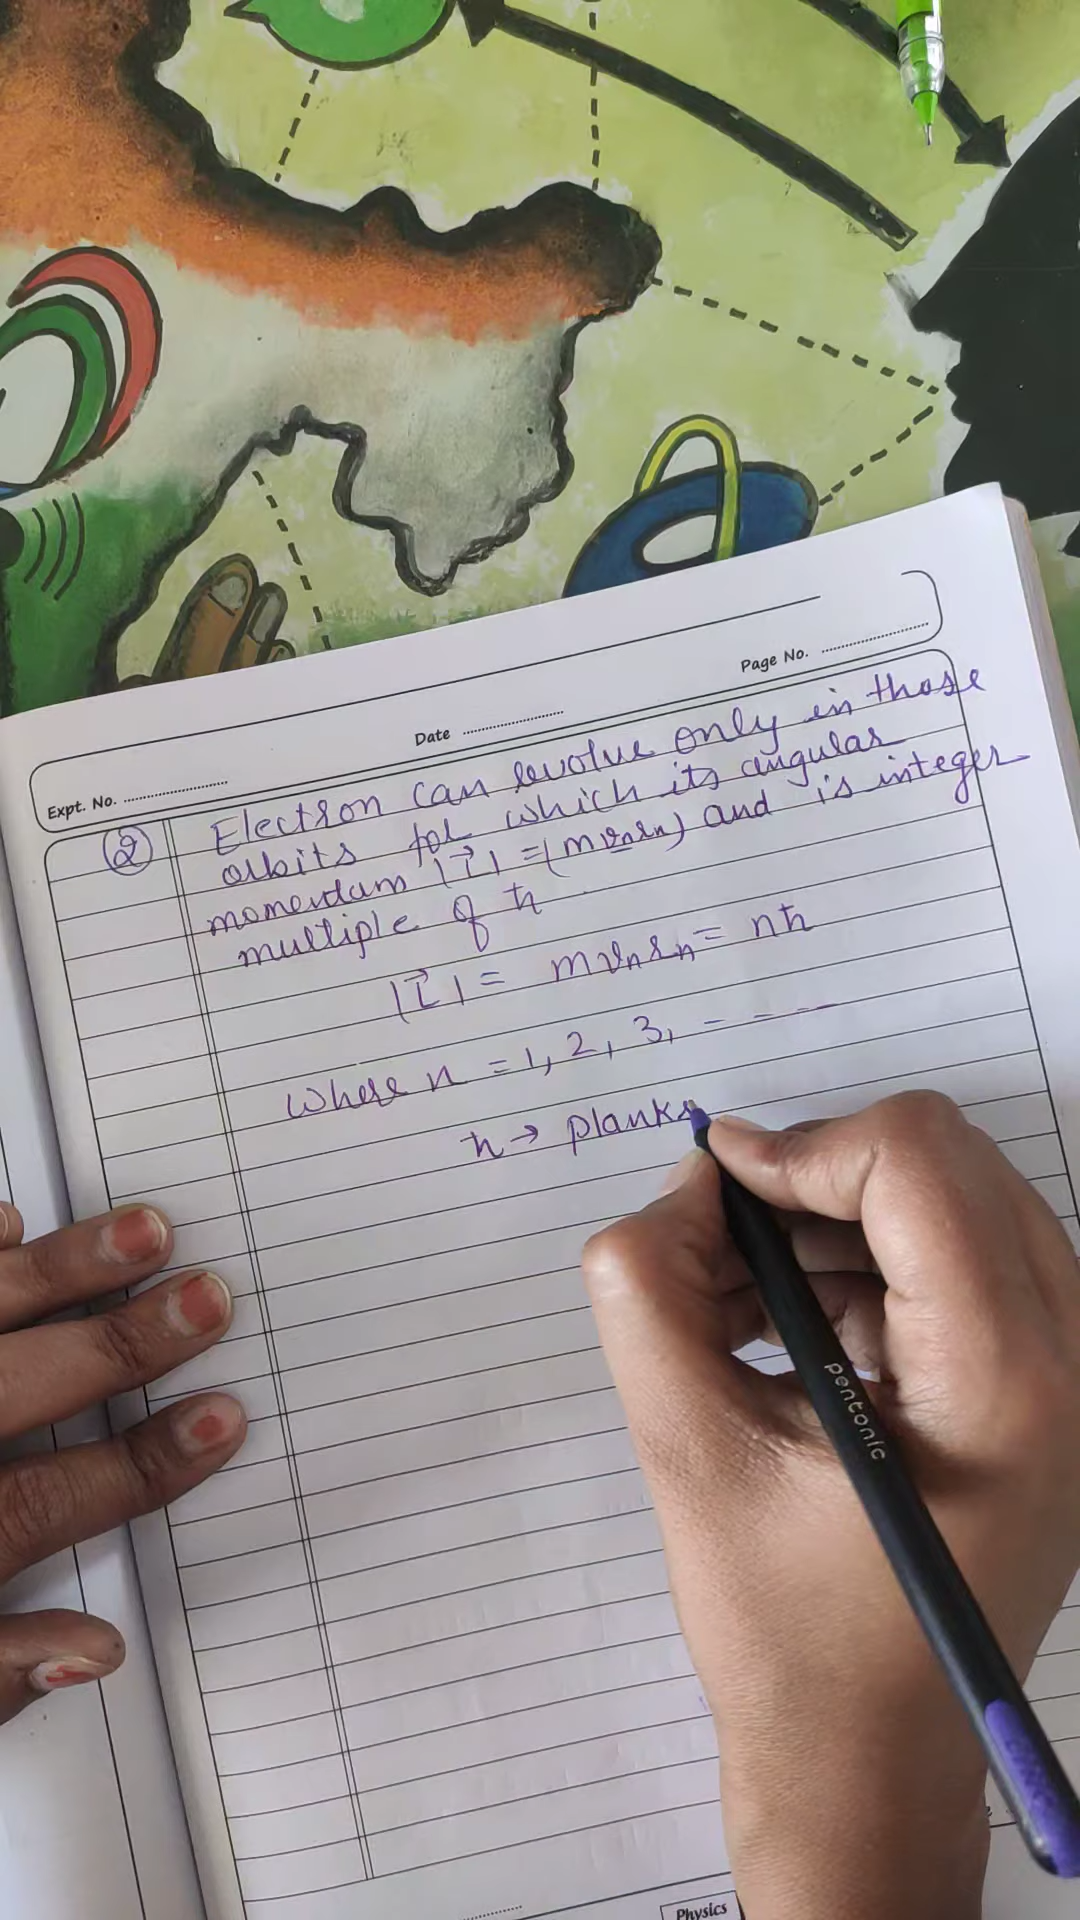 Page No.
Date
Expt. No.
② Electron can revolve only in those
orbits for which its angular
momentum |L⃗| = (mvₙrₙ) and is integer
multiple of ħ
|L⃗| = mvₙrₙ = nħ
where n = 1, 2, 3, - - - -
ħ → planks
pentonic
Physics